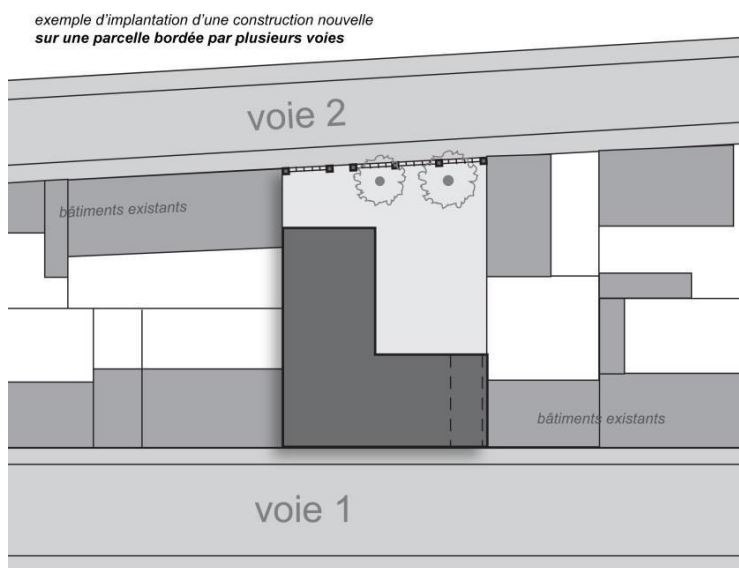 exemple d'implantation d'une construction nouvelle
sur une parcelle bordée par plusieurs voies
voie 2
bâtiments existants
bâtiments existants
voie 1